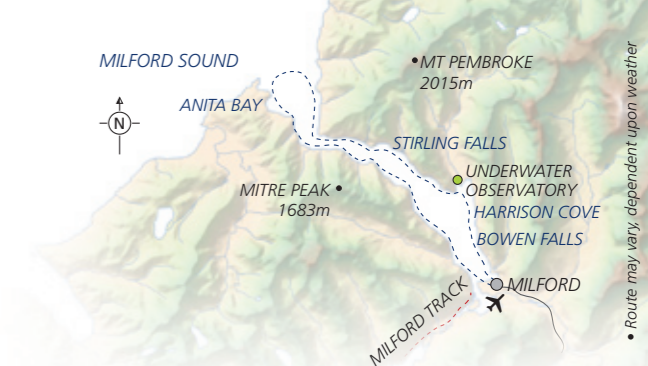 MILFORD SOUND
MT PEMBROKE
2015m
ANITA BAY
N
STIRLING FALLS
UNDERWATER
OBSERVATORY
MITRE PEAK
1683m
HARRISON COVE
BOWEN FALLS
MILFORD
MILFORD TRACK
• Route may vary, dependent upon weather